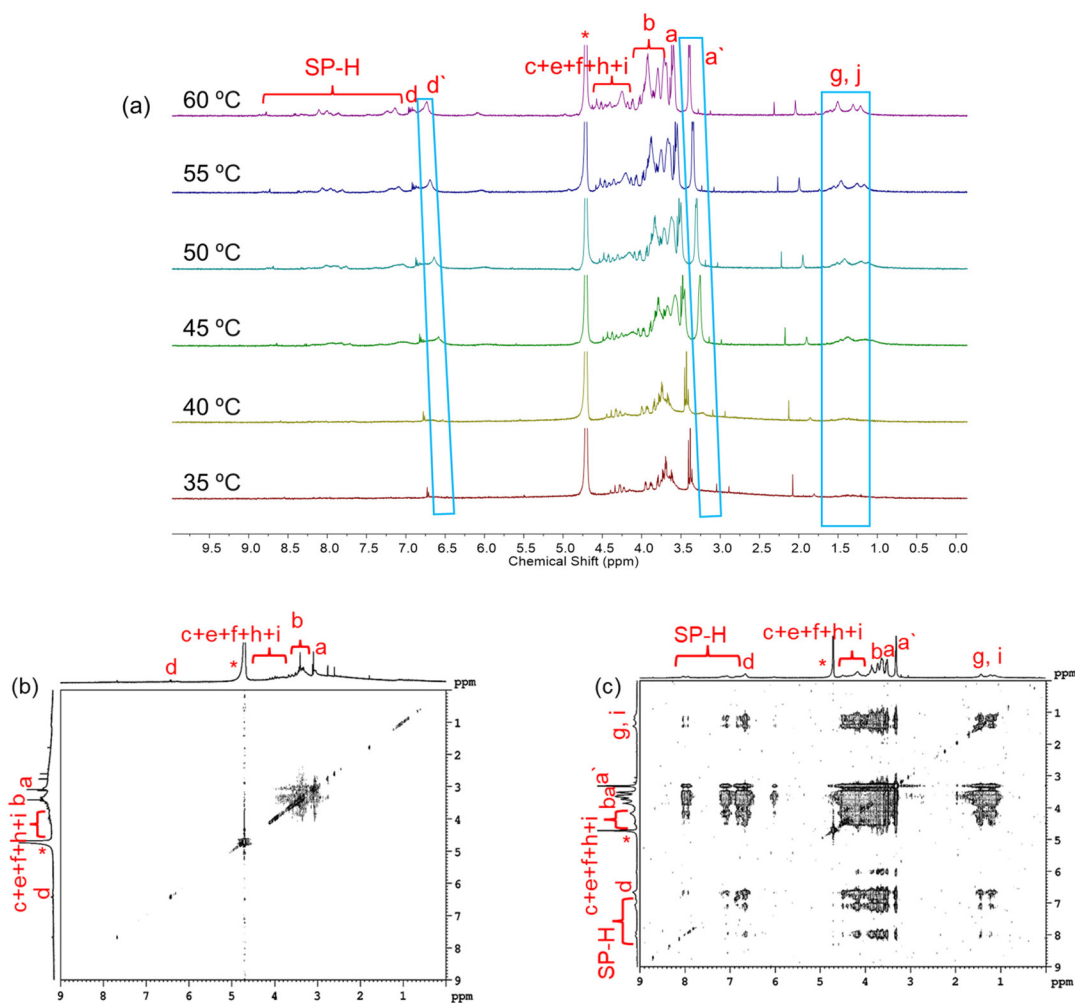 (a)
SP-H
d
d`
*
c+e+f+h+i
b
a
a`
g, j
60 ºC
55 ºC
50 ºC
45 ºC
40 ºC
35 ºC
9.5 9.0 8.5 8.0 7.5 7.0 6.5 6.0 5.5 5.0 4.5 4.0 3.5 3.0 2.5 2.0 1.5 1.0 0.5 0.0
Chemical Shift (ppm)
(b)
d
*
c+e+f+h+i
b
a
ppm
1
2
3
4
5
6
7
8
9
9 7 5 3 1 ppm
a
b
c+e+f+h+i
*
d
(c)
SP-H
d
*
c+e+f+h+i
b
a
a`
g, i
ppm
1
2
3
4
5
6
7
8
9
9 8 7 6 5 4 3 2 1 ppm
g, i
a`
a
b
c+e+f+h+i
*
d
SP-H